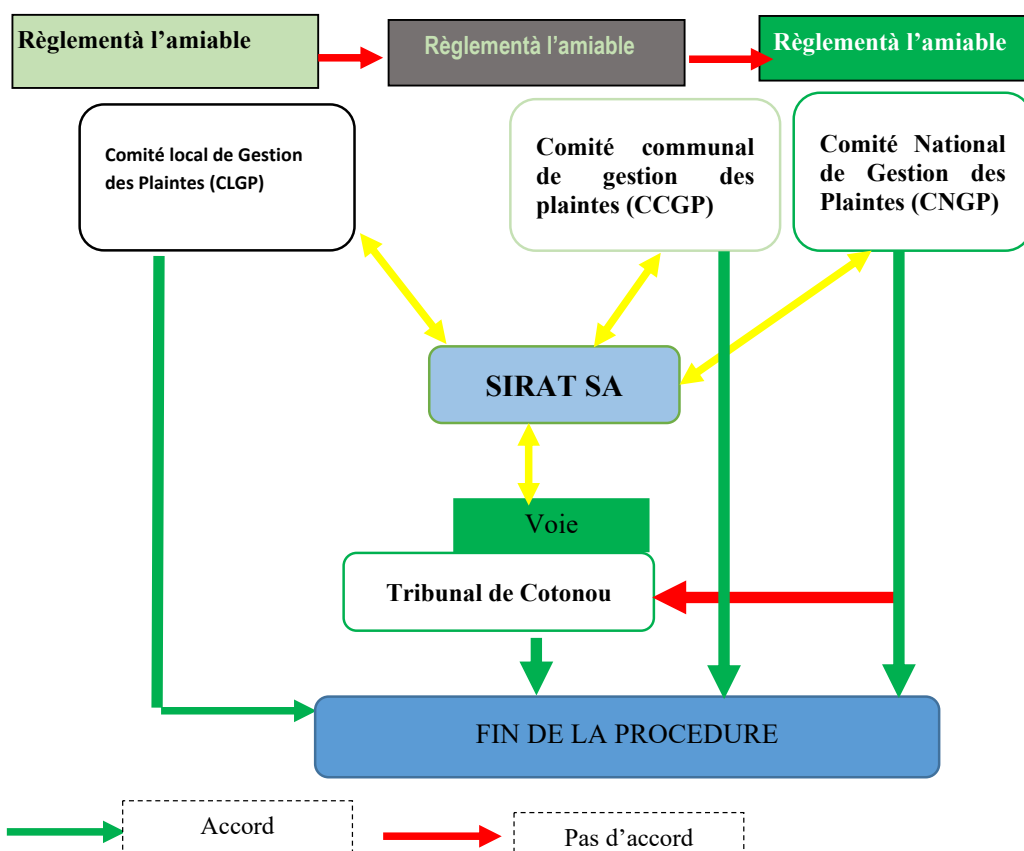 Règlementà l’amiable
Règlementà l’amiable
Règlementà l’amiable
Comité local de Gestion
des Plaintes (CLGP)
Comité communal
de gestion des
plaintes (CCGP)
Comité National
de Gestion des
Plaintes (CNGP)
SIRAT SA
Voie
Tribunal de Cotonou
FIN DE LA PROCEDURE
Accord
Pas d’accord